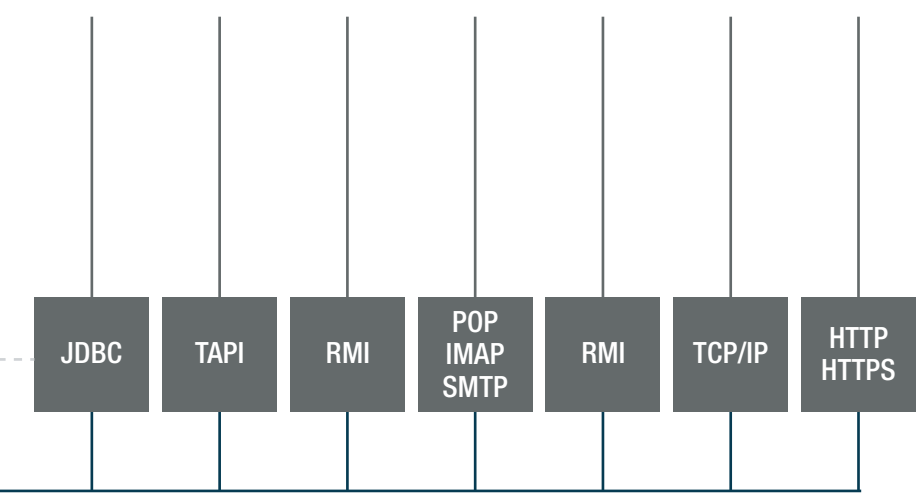 JDBC
TAPI
RMI
POP
IMAP
SMTP
RMI
TCP/IP
HTTP
HTTPS